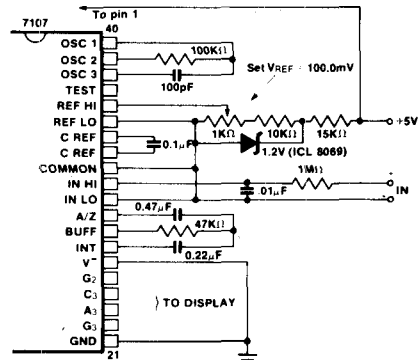 To pin 1
7107
40
OSC 1
OSC 2
100KΩ
OSC 3
100pF
TEST
Set VREF = 100.0mV
REF HI
REF LO
+5V
1KΩ
10KΩ
15KΩ
C REF
0.1µF
1.2V (ICL 8069)
C REF
COMMON
1MΩ
IN HI
+
.01µF
IN
IN LO
-
0.47µF
A/Z
BUFF
47KΩ
INT
0.22µF
V-
G2
C3
TO DISPLAY
A3
G3
GND
21